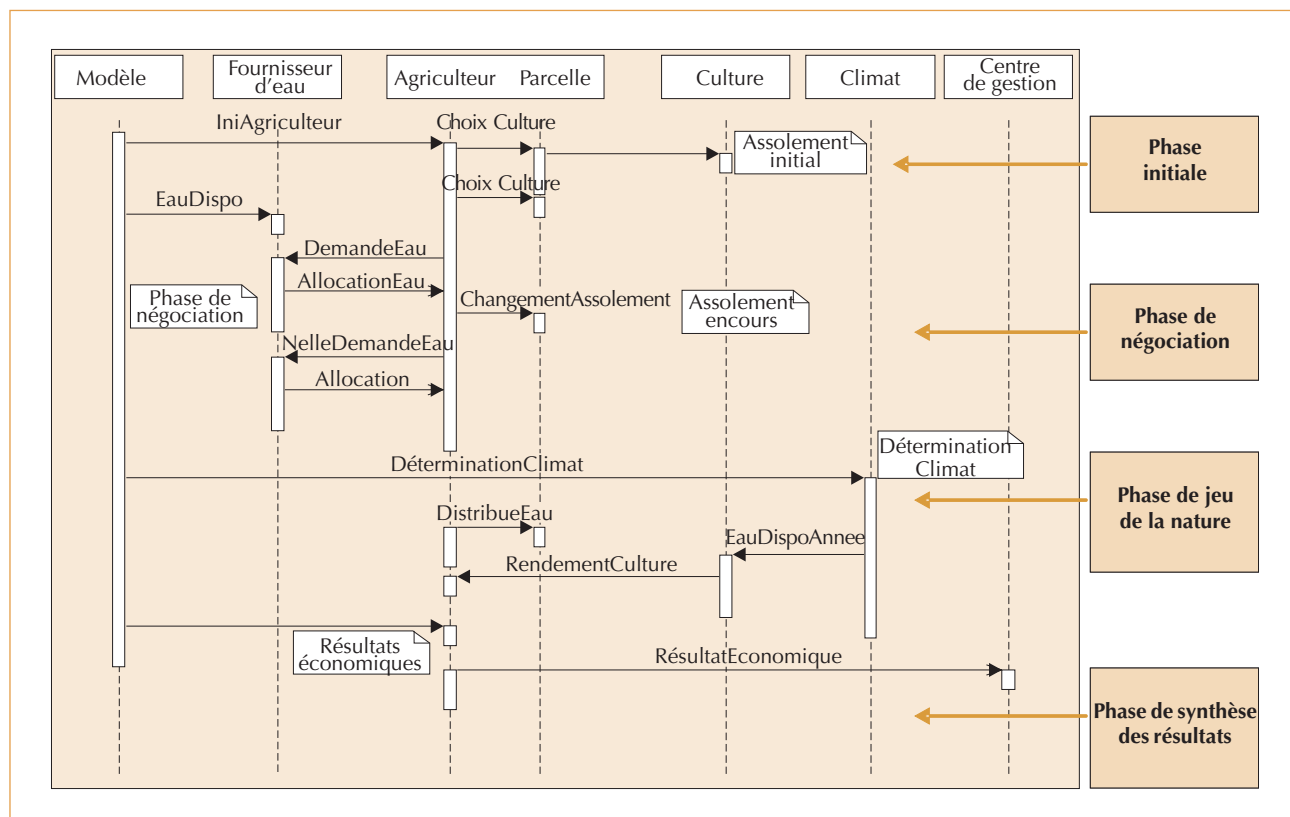 Modèle
Fournisseur
d'eau
Agriculteur
Parcelle
Culture
Climat
Centre
de gestion
IniAgriculteur
Choix Culture
Assolement
initial
Phase
initiale
Choix Culture
EauDispo
DemandeEau
AllocationEau
Phase de
négociation
ChangementAssolement
Assolement
encours
Phase de
négociation
NelleDemandeEau
Allocation
DéterminationClimat
Détermination
Climat
Phase de jeu
de la nature
DistribueEau
EauDispoAnnee
RendementCulture
Résultats
économiques
RésultatEconomique
Phase de synthèse
des résultats